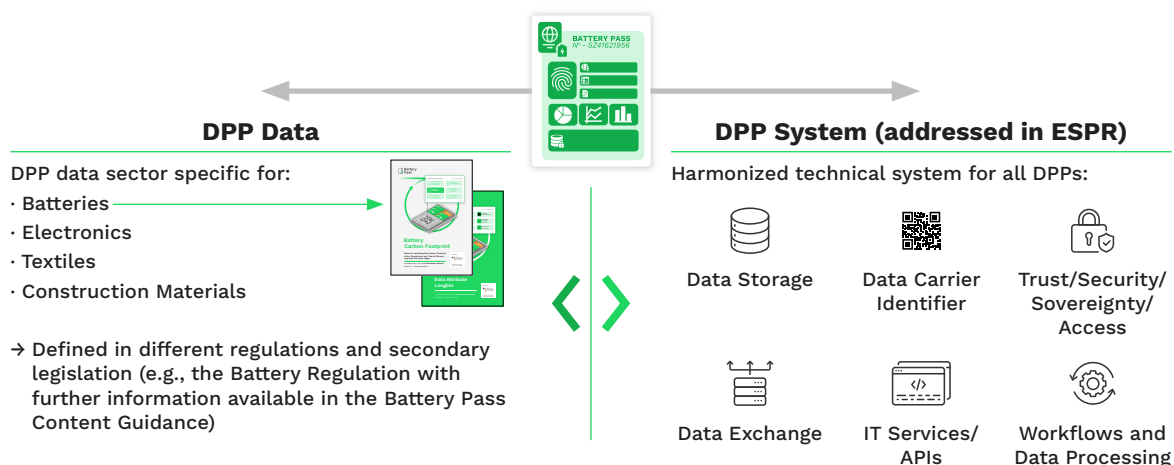 BATTERY PASS
N° - SZ41621956
DPP Data
DPP data sector specific for:
· Batteries
· Electronics
· Textiles
· Construction Materials
→ Defined in different regulations and secondary
legislation (e.g., the Battery Regulation with
further information available in the Battery Pass
Content Guidance)
Battery
Pass
Battery
Carbon Footprint
Data Attribute
Longlist
DPP System (addressed in ESPR)
Harmonized technical system for all DPPs:
Data Storage
Data Carrier
Identifier
Trust/Security/
Sovereignty/
Access
</>
Data Exchange
IT Services/
APIs
Workflows and
Data Processing